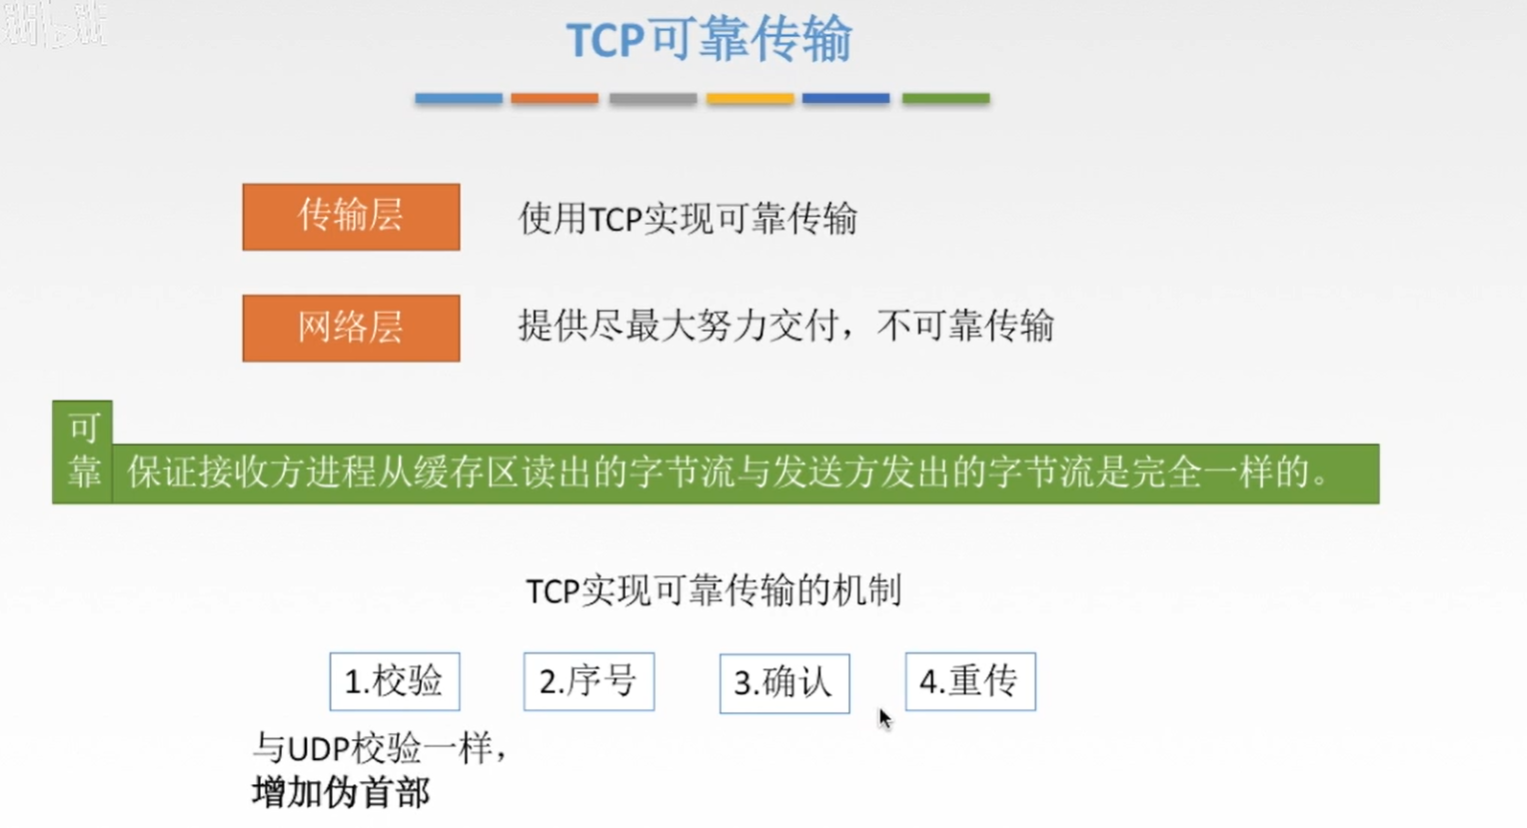 TCP可靠传输
传输层
使用TCP实现可靠传输
网络层
提供尽最大努力交付，不可靠传输
可靠
保证接收方进程从缓存区读出的字节流与发送方发出的字节流是完全一样的。
TCP实现可靠传输的机制
1.校验
2.序号
3.确认
4.重传
与UDP校验一样，
增加伪首部